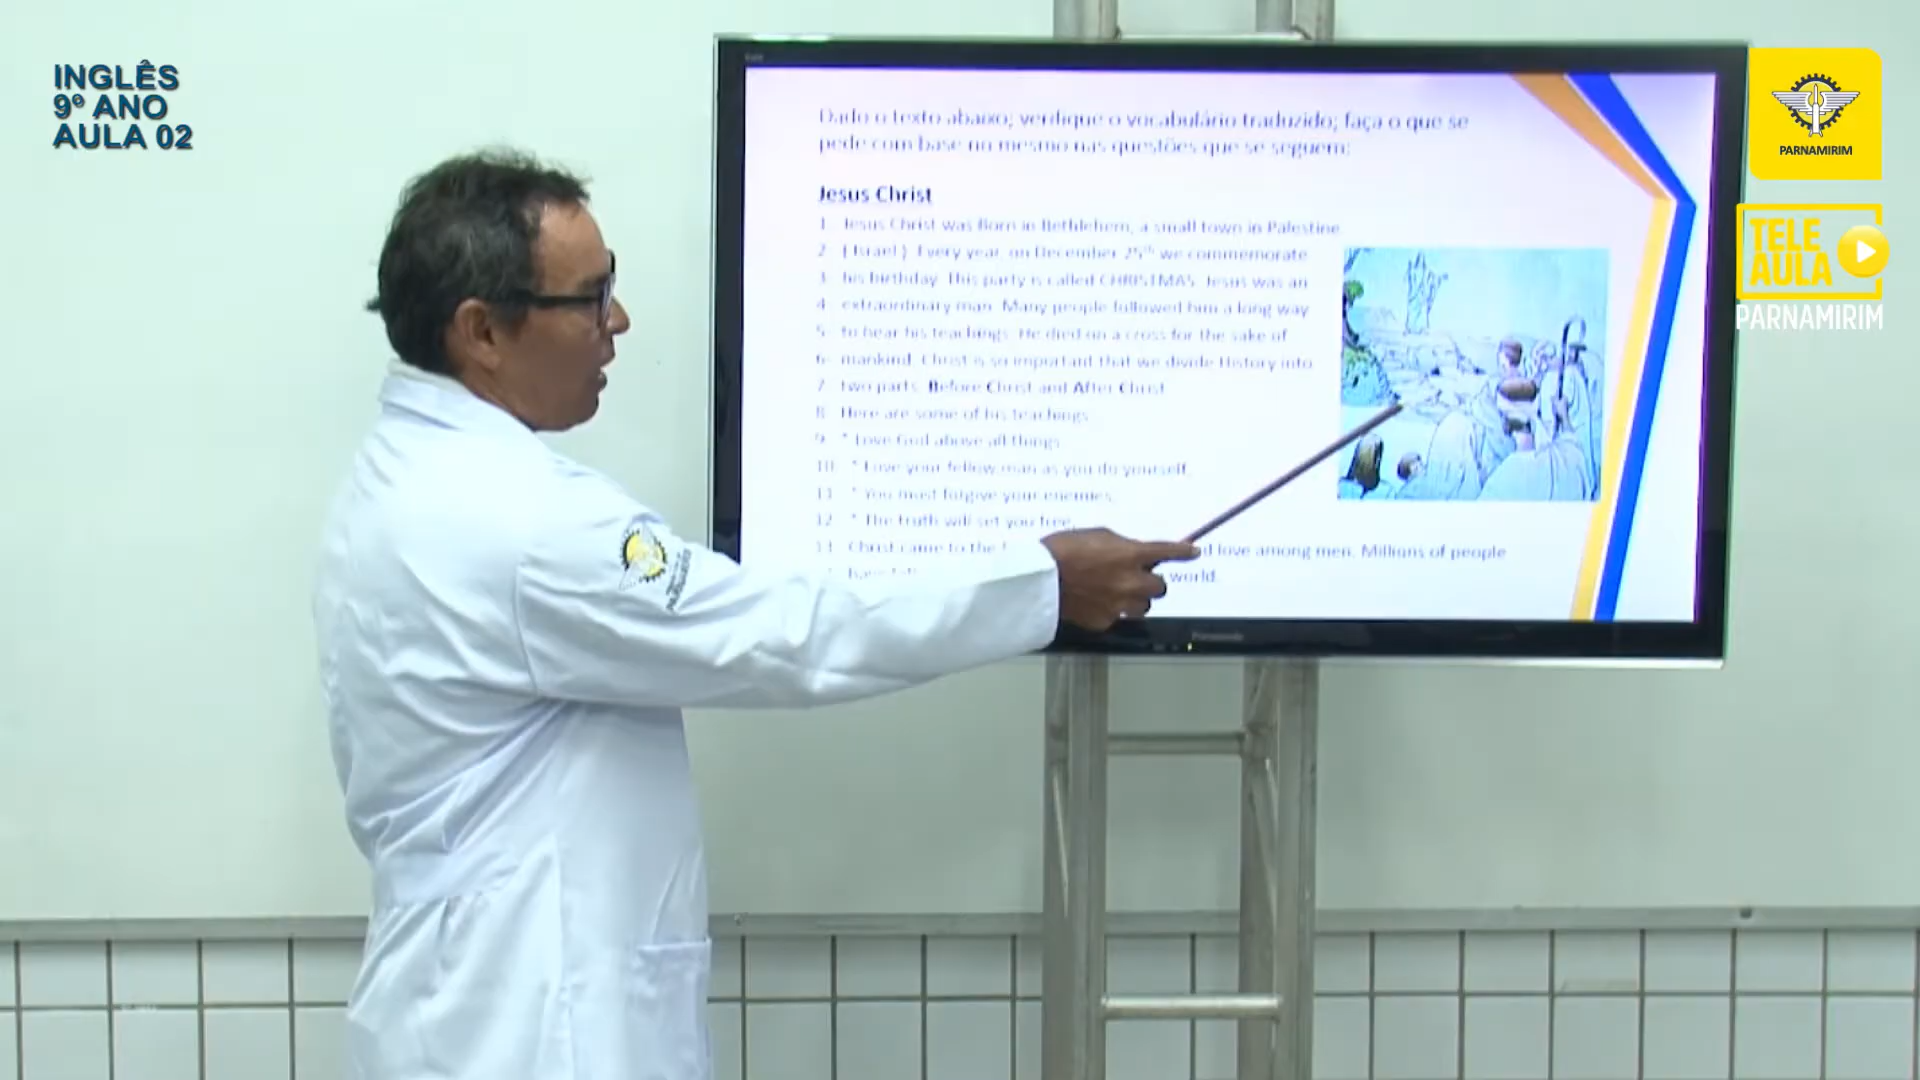 INGLÊS
9º ANO
AULA 02
PARNAMIRIM
TELE
AULA
PARNAMIRIM
Dado o texto abaixo; verifique o vocabulário traduzido; faça o que se
pede com base no mesmo nas questões que se seguem:
Jesus Christ
1. Jesus Christ was Born in Bethlehem, a small town in Palestine
2. (Israel). Every year, on December 25th we commemorate
3. his birthday. This party is called CHRISTMAS. Jesus was an
4. extraordinary man. Many people followed him a long way
5. to hear his teachings. He died on a cross for the sake of
6. mankind. Christ is so important that we divide History into
7. two parts: Before Christ and After Christ
8. Here are some of his teachings
9. * Love God above all things.
10. * Love your fellow man as you do yourself.
11. * You must forgive your enemies.
12. * The truth will set you free.
13. Christ came to the love among men. Millions of people
have world.
Panasonic